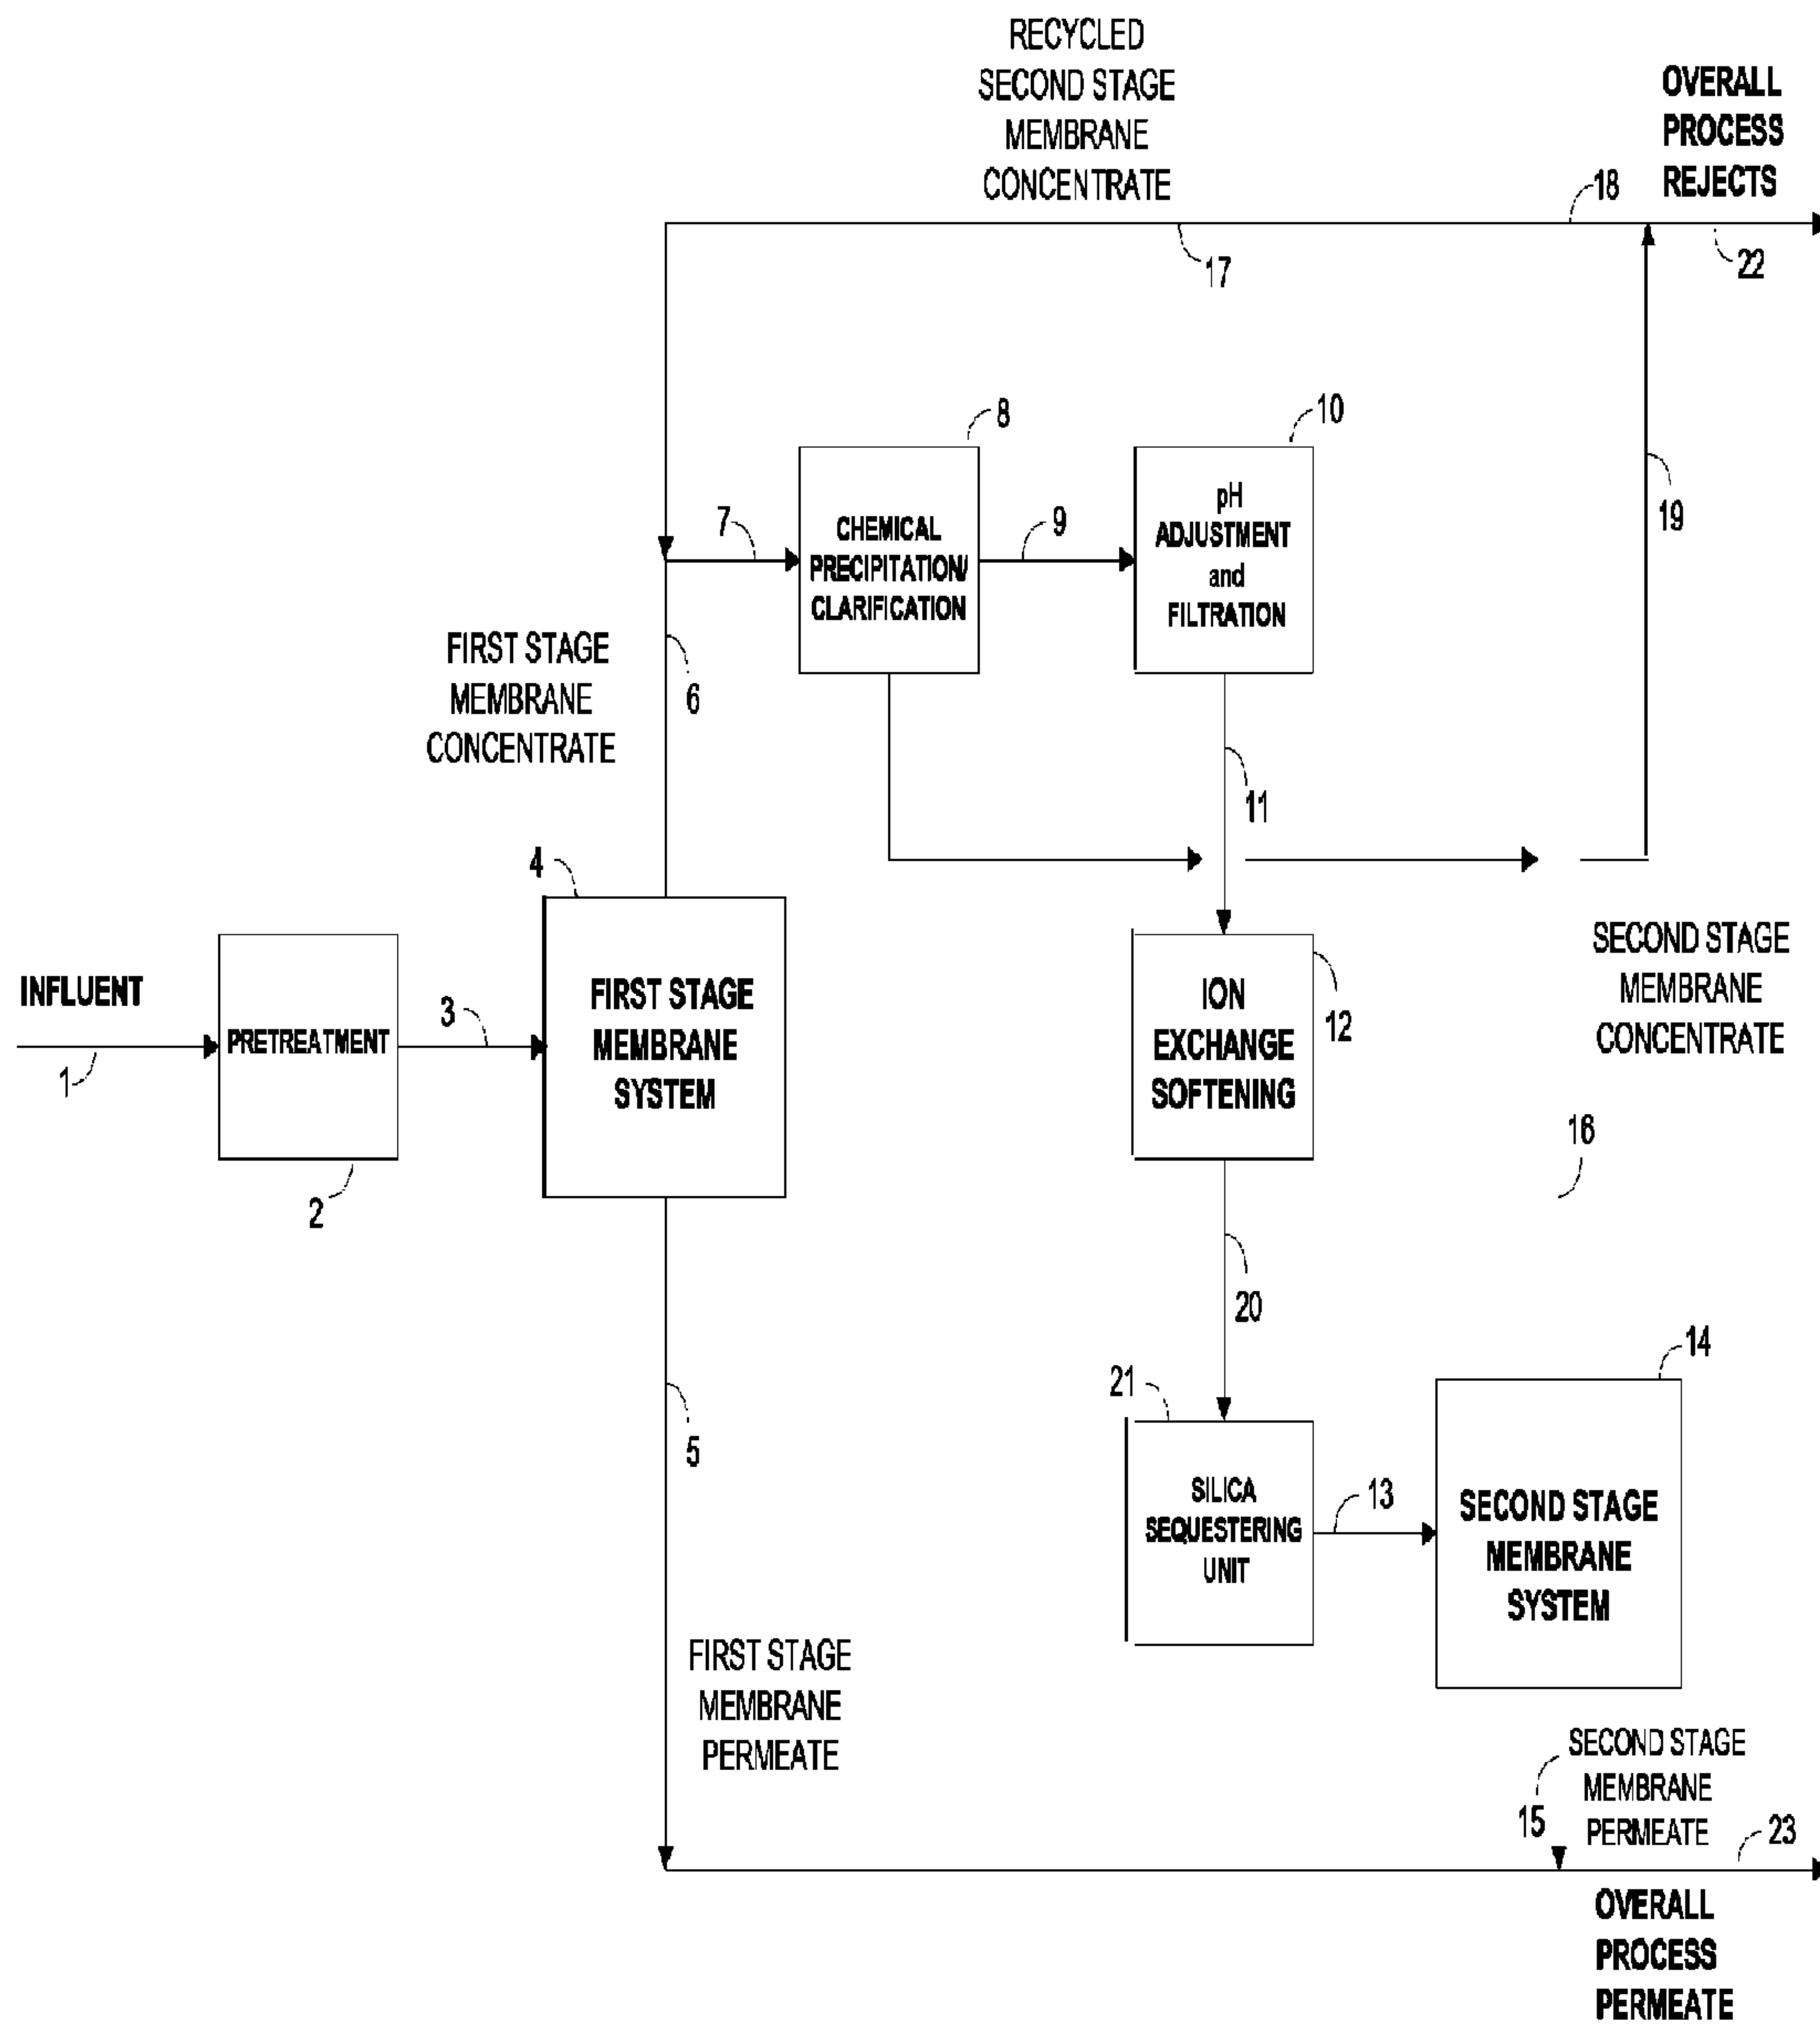 RECYCLED
SECOND STAGE
MEMBRANE
CONCENTRATE
OVERALL
PROCESS
REJECTS
18
17
22
8
10
7
CHEMICAL
PRECIPITATION/
CLARIFICATION
9
pH
ADJUSTMENT
and
FILTRATION
19
FIRST STAGE
MEMBRANE
CONCENTRATE
6
11
4
INFLUENT
1
PRETREATMENT
2
3
FIRST STAGE
MEMBRANE
SYSTEM
ION
EXCHANGE
SOFTENING
12
SECOND STAGE
MEMBRANE
CONCENTRATE
16
20
5
21
SILICA
SEQUESTERING
UNIT
13
14
SECOND STAGE
MEMBRANE
SYSTEM
FIRST STAGE
MEMBRANE
PERMEATE
15
SECOND STAGE
MEMBRANE
PERMEATE
23
OVERALL
PROCESS
PERMEATE